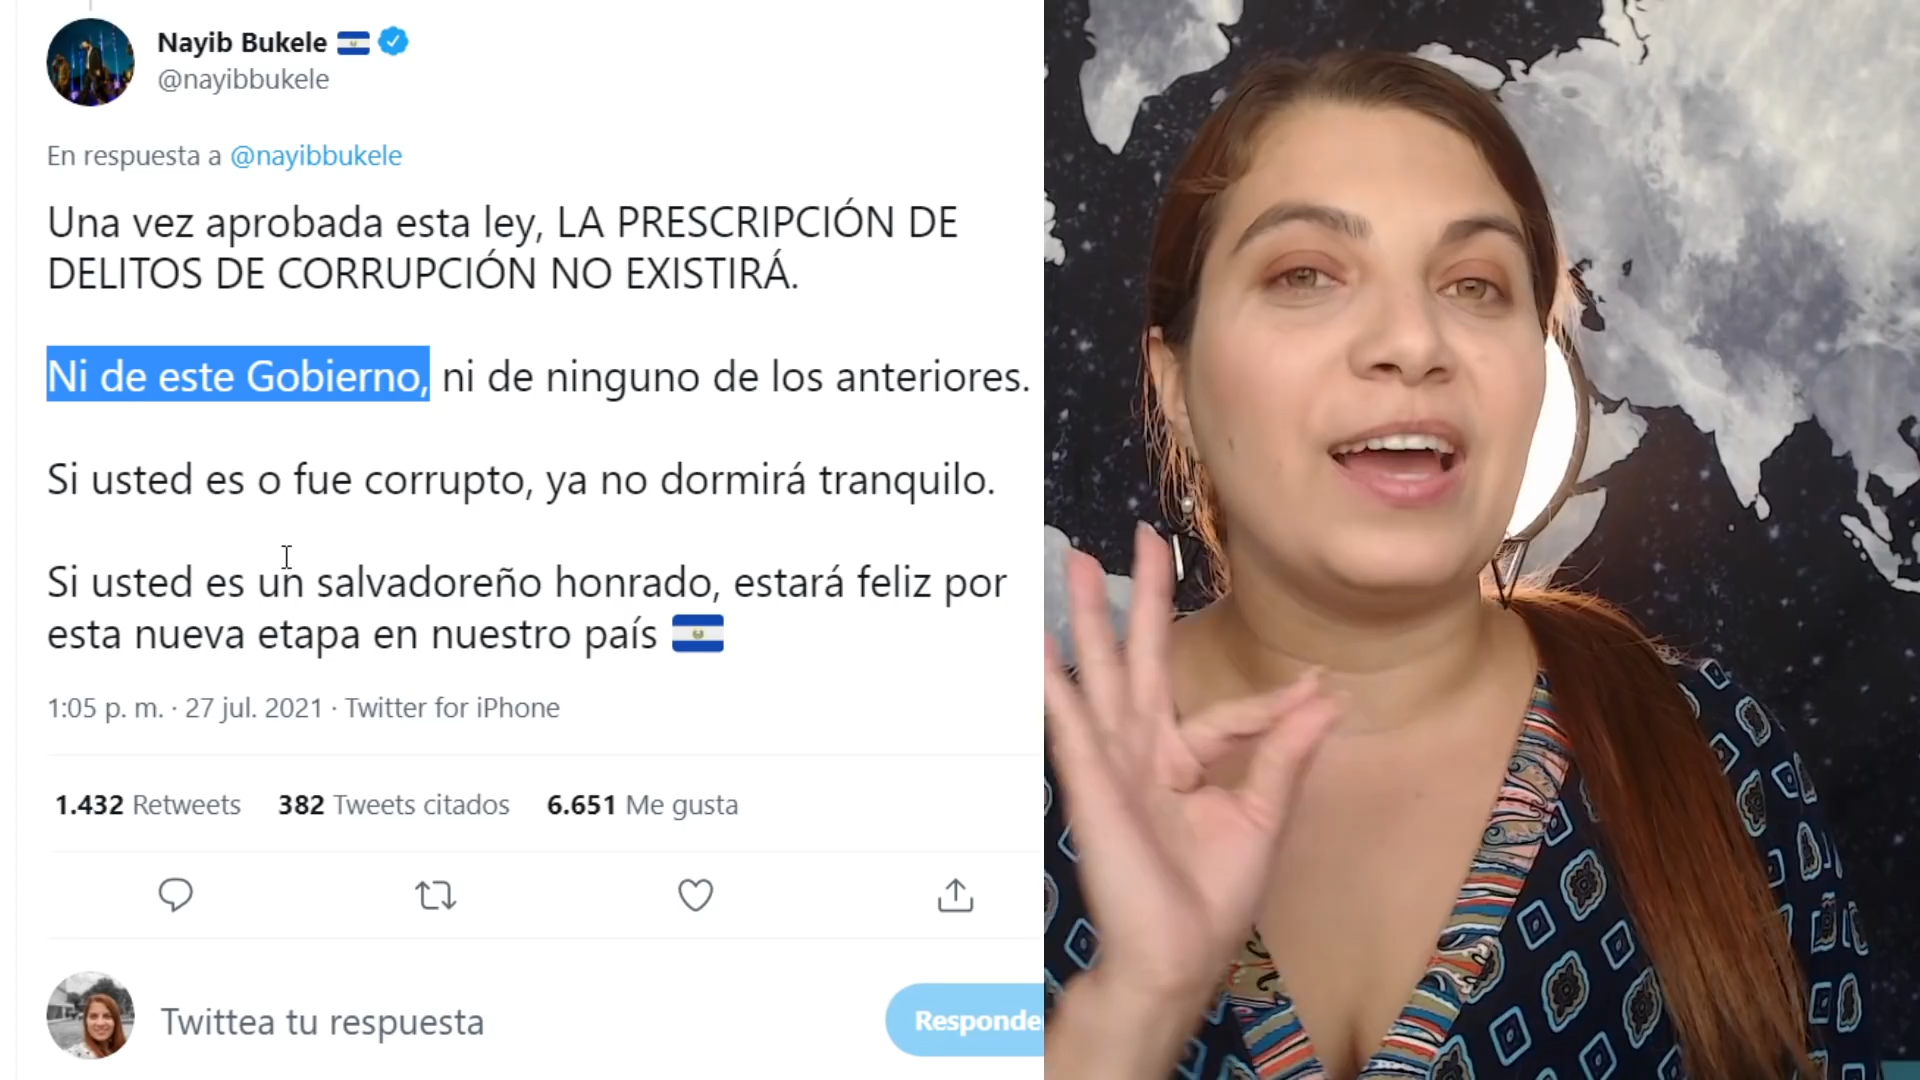 Nayib Bukele
@nayibbukele
En respuesta a @nayibbukele
Una vez aprobada esta ley, LA PRESCRIPCIÓN DE
DELITOS DE CORRUPCIÓN NO EXISTIRÁ.
Ni de este Gobierno, ni de ninguno de los anteriores.
Si usted es o fue corrupto, ya no dormirá tranquilo.
Si usted es un salvadoreño honrado, estará feliz por
esta nueva etapa en nuestro país
1:05 p. m. · 27 jul. 2021 · Twitter for iPhone
1.432 Retweets 382 Tweets citados 6.651 Me gusta
Twittea tu respuesta
Responde